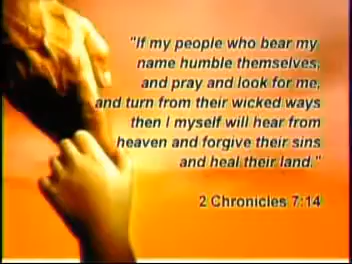 "If my people who bear my
name humble themselves,
and pray and look for me,
and turn from their wicked ways
then I myself will hear from
heaven and forgive their sins
and heal their land."
2 Chronicles 7:14